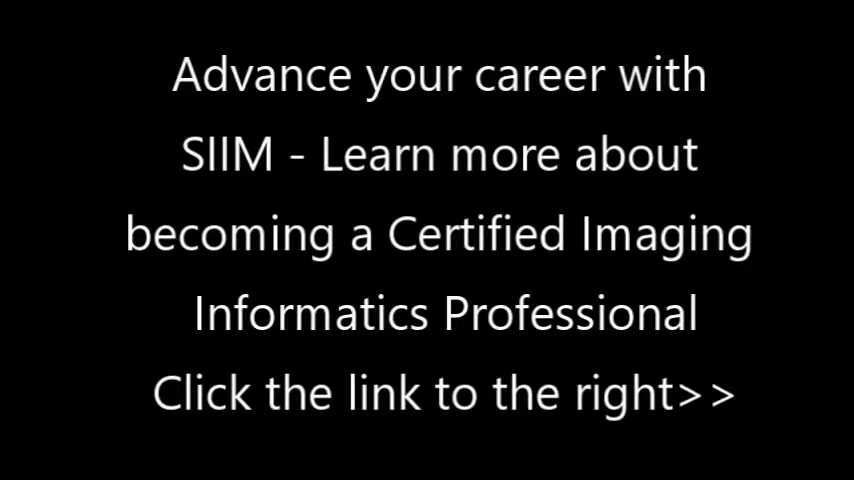 Advance your career with
SIIM - Learn more about
becoming a Certified Imaging
Informatics Professional
Click the link to the right>>